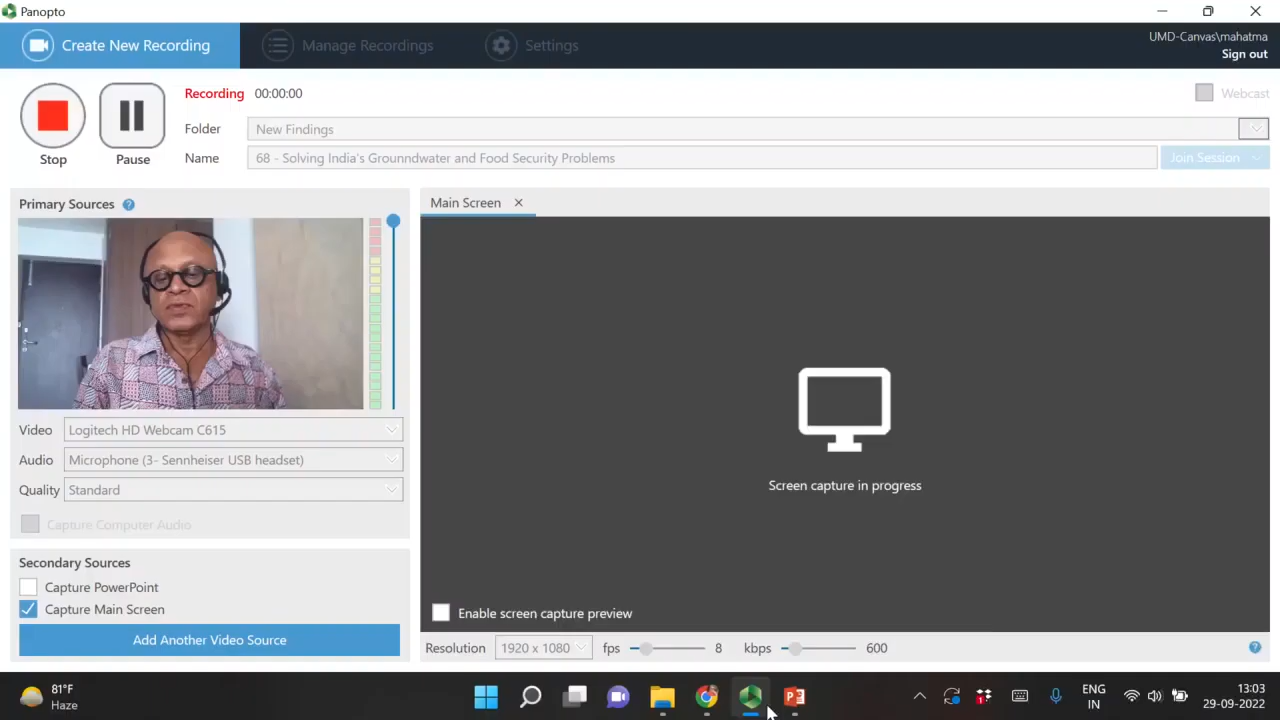 Panopto
Create New Recording
Manage Recordings
Settings
UMD-Canvas\mahatma
Sign out
Recording 00:00:00
Webcast
Folder New Findings
Stop
Pause
Name 68 - Solving India's Grounndwater and Food Security Problems
Join Session
Primary Sources ?
Main Screen ×
Video Logitech HD Webcam C615
Audio Microphone (3- Sennheiser USB headset)
Quality Standard
Capture Computer Audio
Screen capture in progress
Secondary Sources
Capture PowerPoint
Capture Main Screen
Add Another Video Source
Enable screen capture preview
Resolution 1920 x 1080 fps 8 kbps 600 ?
81°F
Haze
ENG
IN
13:03
29-09-2022